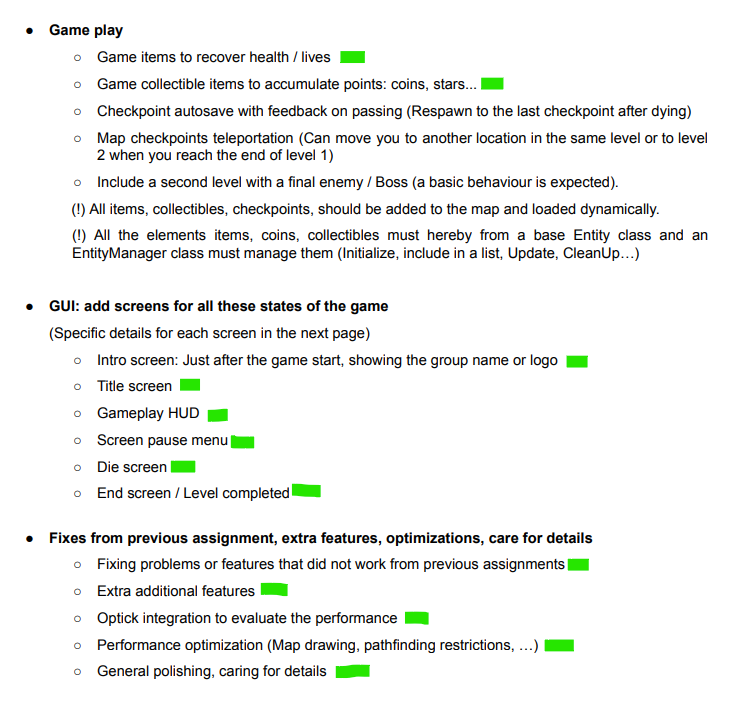 ● Game play
○ Game items to recover health / lives
○ Game collectible items to accumulate points: coins, stars...
○ Checkpoint autosave with feedback on passing (Respawn to the last checkpoint after dying)
○ Map checkpoints teleportation (Can move you to another location in the same level or to level
2 when you reach the end of level 1)
○ Include a second level with a final enemy / Boss (a basic behaviour is expected).
(!) All items, collectibles, checkpoints, should be added to the map and loaded dynamically.
(!) All the elements items, coins, collectibles must hereby from a base Entity class and an
EntityManager class must manage them (Initialize, include in a list, Update, CleanUp…)
● GUI: add screens for all these states of the game
(Specific details for each screen in the next page)
○ Intro screen: Just after the game start, showing the group name or logo
○ Title screen
○ Gameplay HUD
○ Screen pause menu
○ Die screen
○ End screen / Level completed
● Fixes from previous assignment, extra features, optimizations, care for details
○ Fixing problems or features that did not work from previous assignments
○ Extra additional features
○ Optick integration to evaluate the performance
○ Performance optimization (Map drawing, pathfinding restrictions, …)
○ General polishing, caring for details